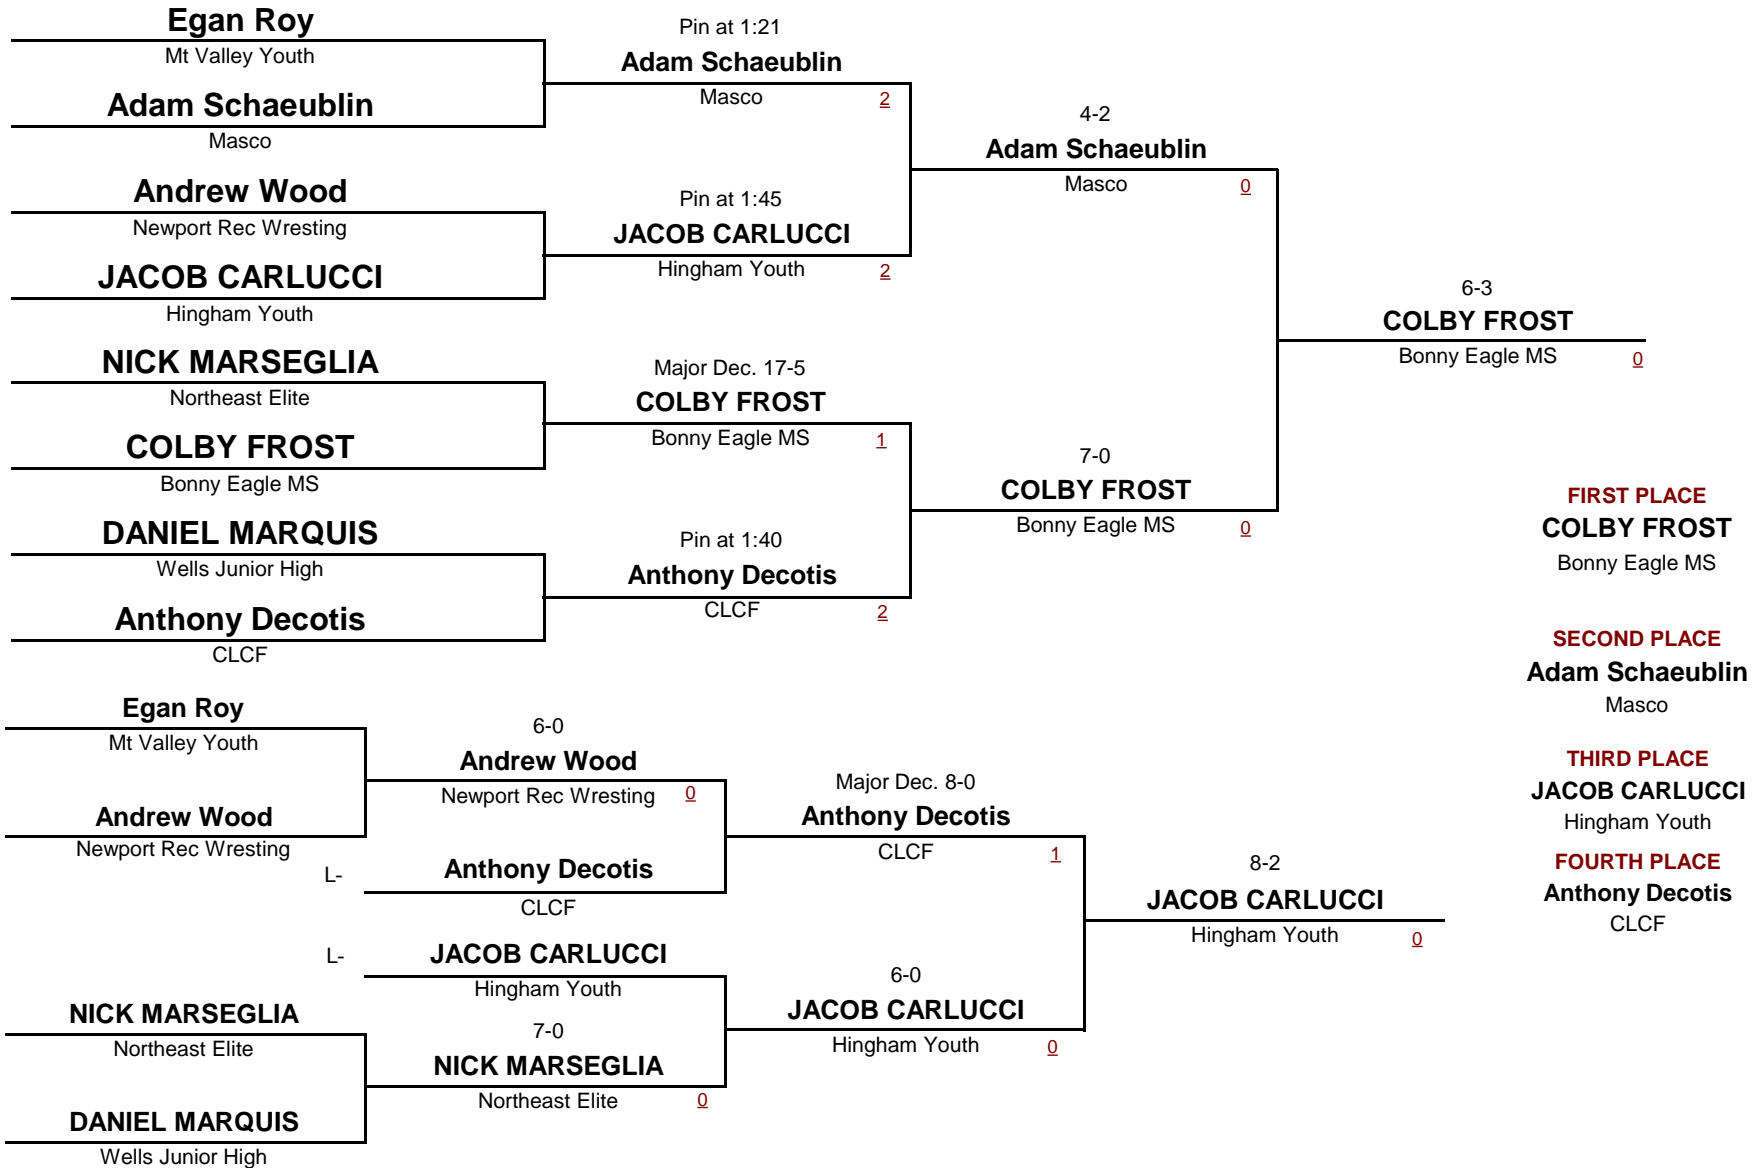 Egan Roy
Mt Valley Youth
Adam Schaeublin
Masco
Andrew Wood
Newport Rec Wresting
JACOB CARLUCCI
Hingham Youth
NICK MARSEGLIA
Northeast Elite
COLBY FROST
Bonny Eagle MS
DANIEL MARQUIS
Wells Junior High
Anthony Decotis
CLCF
Pin at 1:21
Adam Schaeublin
Masco 2
Pin at 1:45
JACOB CARLUCCI
Hingham Youth 2
Major Dec. 17-5
COLBY FROST
Bonny Eagle MS 1
Pin at 1:40
Anthony Decotis
CLCF 2
4-2
Adam Schaeublin
Masco 0
7-0
COLBY FROST
Bonny Eagle MS 0
6-3
COLBY FROST
Bonny Eagle MS 0
FIRST PLACE
COLBY FROST
Bonny Eagle MS
SECOND PLACE
Adam Schaeublin
Masco
THIRD PLACE
JACOB CARLUCCI
Hingham Youth
FOURTH PLACE
Anthony Decotis
CLCF
Egan Roy
Mt Valley Youth
Andrew Wood
Newport Rec Wresting
NICK MARSEGLIA
Northeast Elite
DANIEL MARQUIS
Wells Junior High
6-0
Andrew Wood
Newport Rec Wresting 0
L- Anthony Decotis
CLCF
L- JACOB CARLUCCI
Hingham Youth
7-0
NICK MARSEGLIA
Northeast Elite 0
Major Dec. 8-0
Anthony Decotis
CLCF 1
6-0
JACOB CARLUCCI
Hingham Youth 0
8-2
JACOB CARLUCCI
Hingham Youth 0